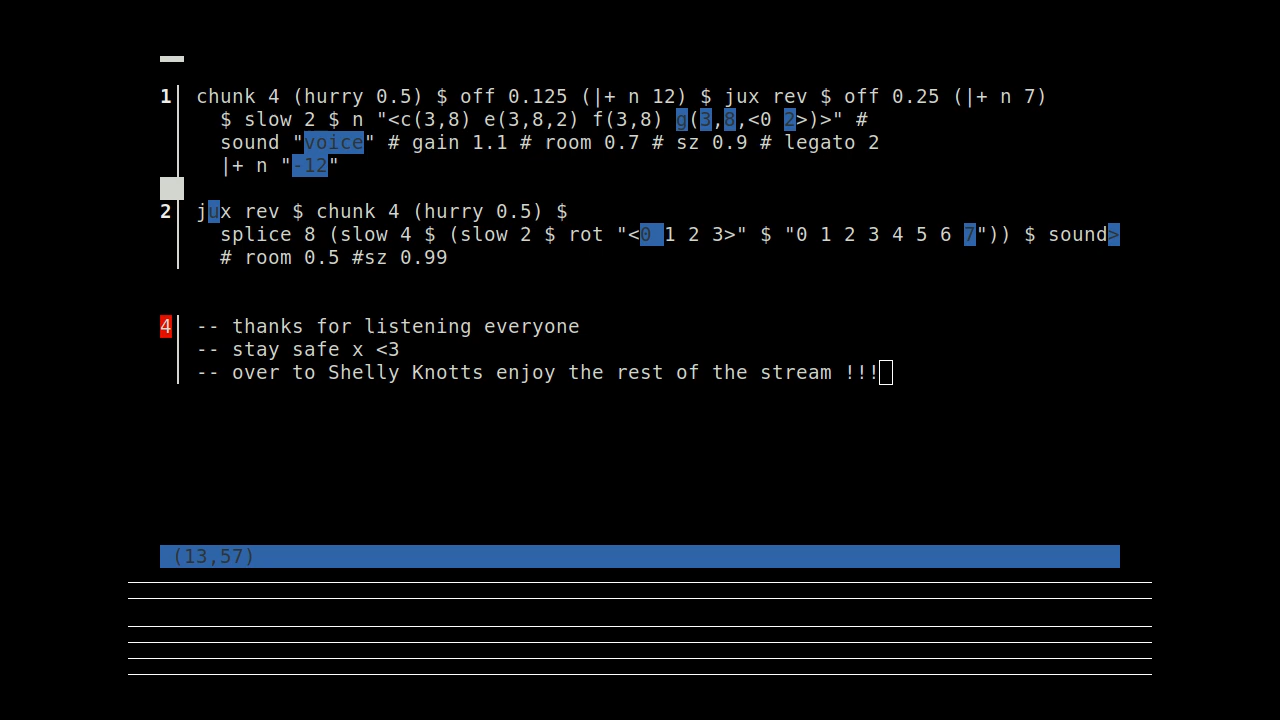 1 chunk 4 (hurry 0.5) $ off 0.125 (|+ n 12) $ jux rev $ off 0.25 (|+ n 7)
$ slow 2 $ n "<c(3,8) e(3,8,2) f(3,8) g(3,8,<0 2>)>" #
sound "voice" # gain 1.1 # room 0.7 # sz 0.9 # legato 2
|+ n "-12"
2 jux rev $ chunk 4 (hurry 0.5) $
splice 8 (slow 4 $ (slow 2 $ rot "<0 1 2 3>" $ "0 1 2 3 4 5 6 7")) $ sound>
# room 0.5 #sz 0.99
4 -- thanks for listening everyone
-- stay safe x <3
-- over to Shelly Knotts enjoy the rest of the stream !!!
(13,57)